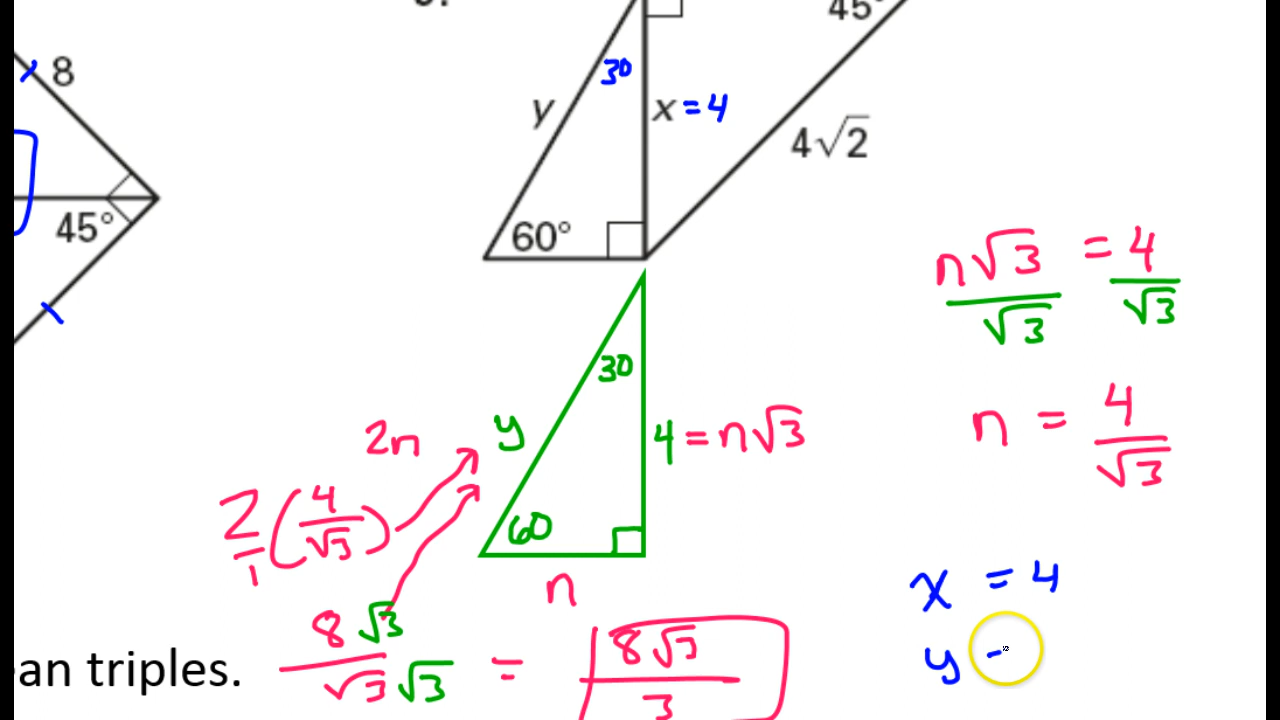 45°
8
30
y
x = 4
4√2
45°
60°
n√3 = 4
√3 √3
30
n = 4/√3
2n
y
4 = n√3
2/1 (4/√3)
60
n
x = 4
8√3
√3 √3
=
8√3
3
y -
an triples.